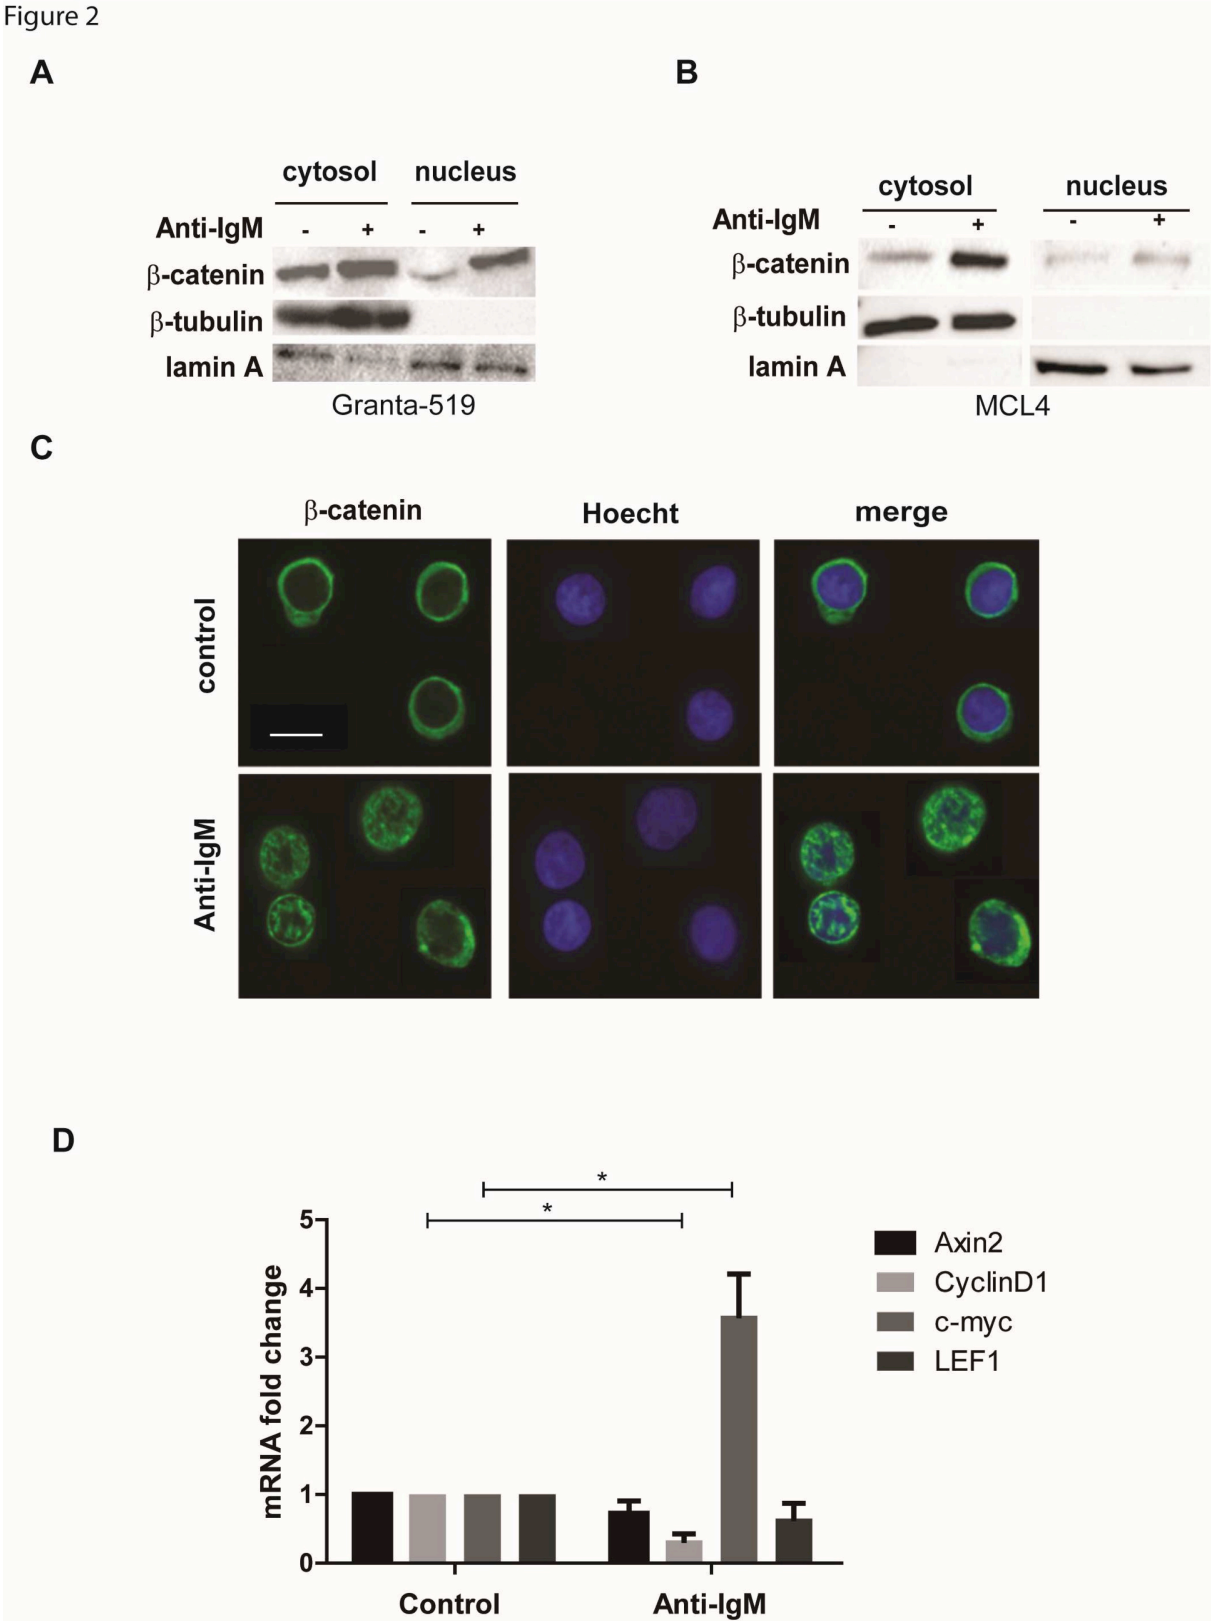 Figure 2
A
cytosol nucleus
Anti-IgM - + - +
β-catenin
β-tubulin
lamin A
Granta-519
B
cytosol nucleus
Anti-IgM - + - +
β-catenin
β-tubulin
lamin A
MCL4
C
β-catenin Hoecht merge
control
Anti-IgM
D
*
*
mRNA fold change
5
4
3
2
1
0
Control Anti-IgM
Axin2
CyclinD1
c-myc
LEF1